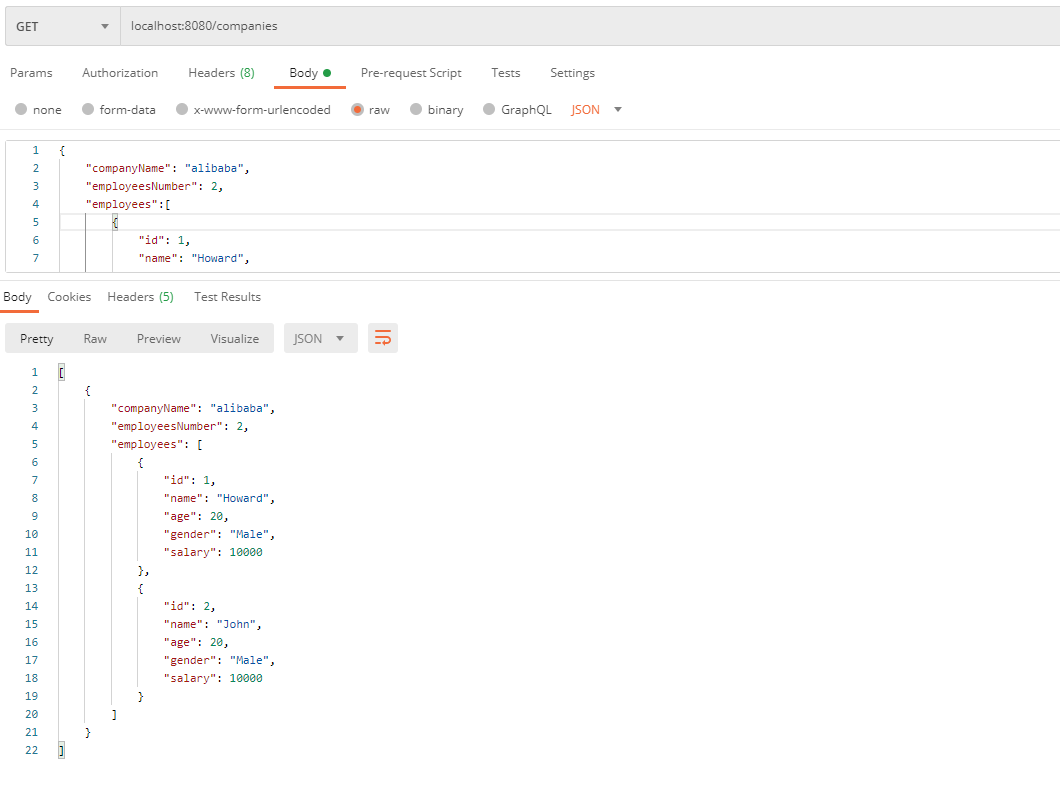 GET localhost:8080/companies
Params Authorization Headers (8) Body Pre-request Script Tests Settings
none form-data x-www-form-urlencoded raw binary GraphQL JSON
1 {
2 "companyName": "alibaba",
3 "employeesNumber": 2,
4 "employees":[
5 {
6 "id": 1,
7 "name": "Howard",
Body Cookies Headers (5) Test Results
Pretty Raw Preview Visualize JSON
1 [
2 {
3 "companyName": "alibaba",
4 "employeesNumber": 2,
5 "employees": [
6 {
7 "id": 1,
8 "name": "Howard",
9 "age": 20,
10 "gender": "Male",
11 "salary": 10000
12 },
13 {
14 "id": 2,
15 "name": "John",
16 "age": 20,
17 "gender": "Male",
18 "salary": 10000
19 }
20 ]
21 }
22 ]